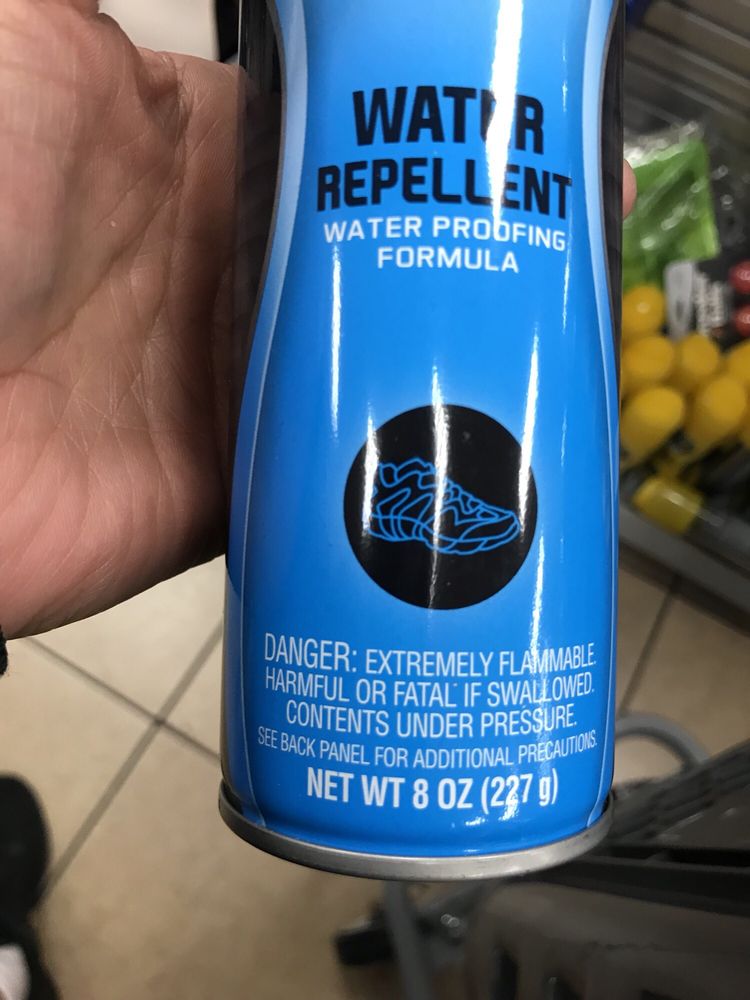 WATER
REPELLENT
WATER PROOFING
FORMULA
DANGER: EXTREMELY FLAMMABLE.
HARMFUL OR FATAL IF SWALLOWED.
CONTENTS UNDER PRESSURE.
SEE BACK PANEL FOR ADDITIONAL PRECAUTIONS.
NET WT 8 OZ (227 g)